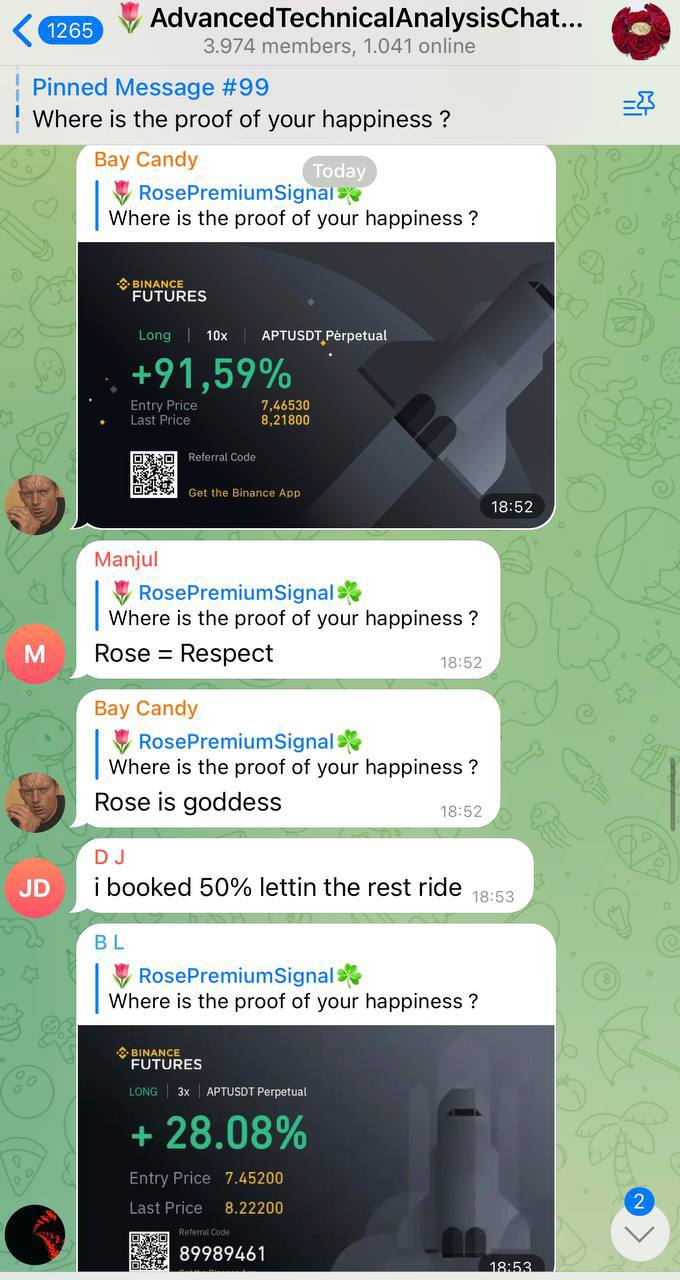 1265
🌷 AdvancedTechnicalAnalysisChat...
3.974 members, 1.041 online
Pinned Message #99
Where is the proof of your happiness ?
Today
Bay Candy
🌷 RosePremiumSignal☘️
Where is the proof of your happiness ?
BINANCE
FUTURES
Long | 10x | APTUSDT Perpetual
+91,59%
Entry Price 7,46530
Last Price 8,21800
Referral Code
Get the Binance App
18:52
Manjul
🌷 RosePremiumSignal☘️
Where is the proof of your happiness ?
M
Rose = Respect
18:52
Bay Candy
🌷 RosePremiumSignal☘️
Where is the proof of your happiness ?
Rose is goddess
18:52
D J
JD
i booked 50% lettin the rest ride
18:53
B L
🌷 RosePremiumSignal☘️
Where is the proof of your happiness ?
BINANCE
FUTURES
LONG | 3x | APTUSDT Perpetual
+ 28.08%
Entry Price 7.45200
Last Price 8.22200
Referral Code
89989461
18:53
2